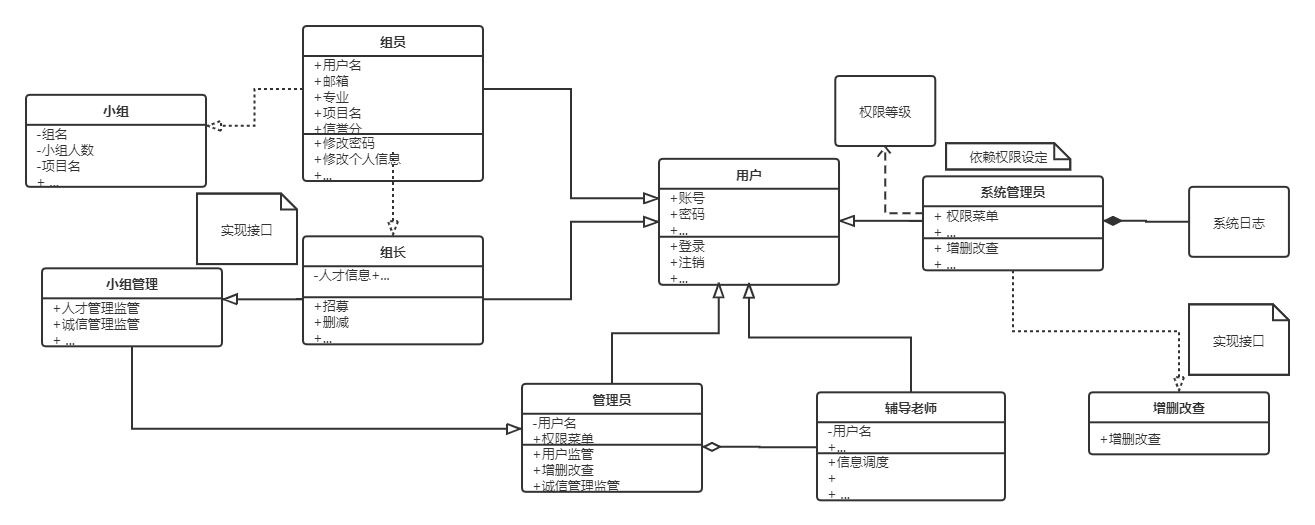 组员
+用户名
+邮箱
+专业
+项目名
+信誉分
+修改密码
+修改个人信息
+...
小组
-组名
-小组人数
-项目名
+ ...
实现接口
组长
-人才信息+...
+招募
+删减
+...
小组管理
+人才管理监管
+诚信管理监管
+ ...
用户
+账号
+密码
+...
+登录
+注销
+...
权限等级
依赖权限设定
系统管理员
+ 权限菜单
+ ...
+ 增删改查
+ ...
系统日志
实现接口
管理员
-用户名
+权限菜单
+用户监管
+增删改查
+诚信管理监管
辅导老师
-用户名
+...
+信息调度
+
+ ...
增删改查
+增删改查